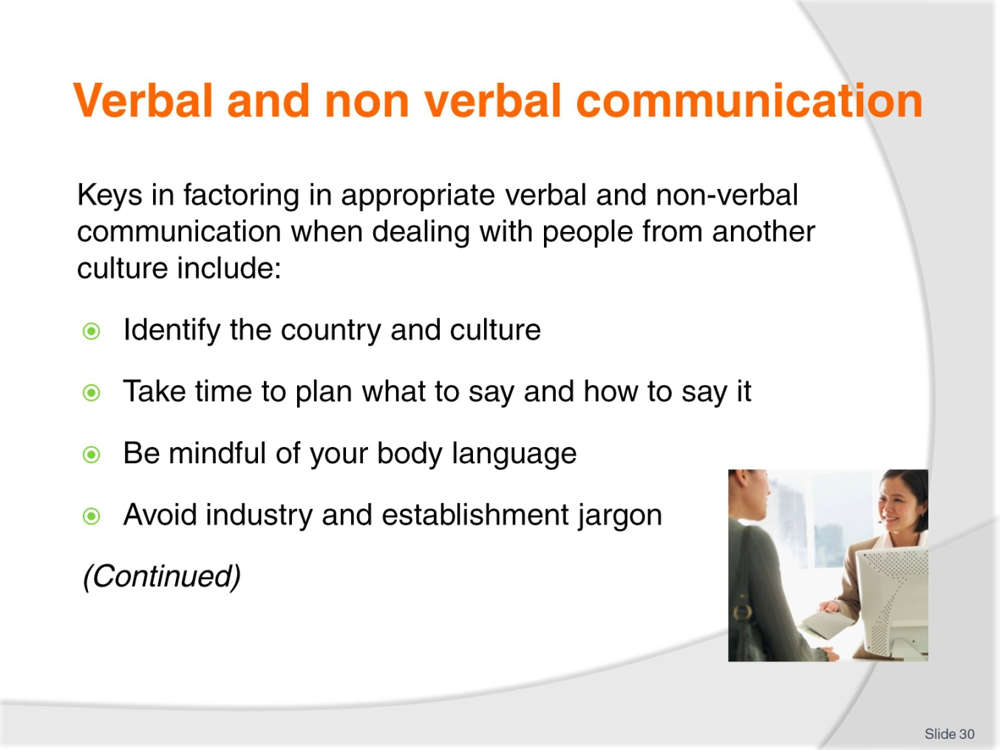 Verbal and non verbal communication
Keys in factoring in appropriate verbal and non-verbal
communication when dealing with people from another
culture include:
Identify the country and culture
Take time to plan what to say and how to say it
Be mindful of your body language
Avoid industry and establishment jargon
(Continued)
Slide 30